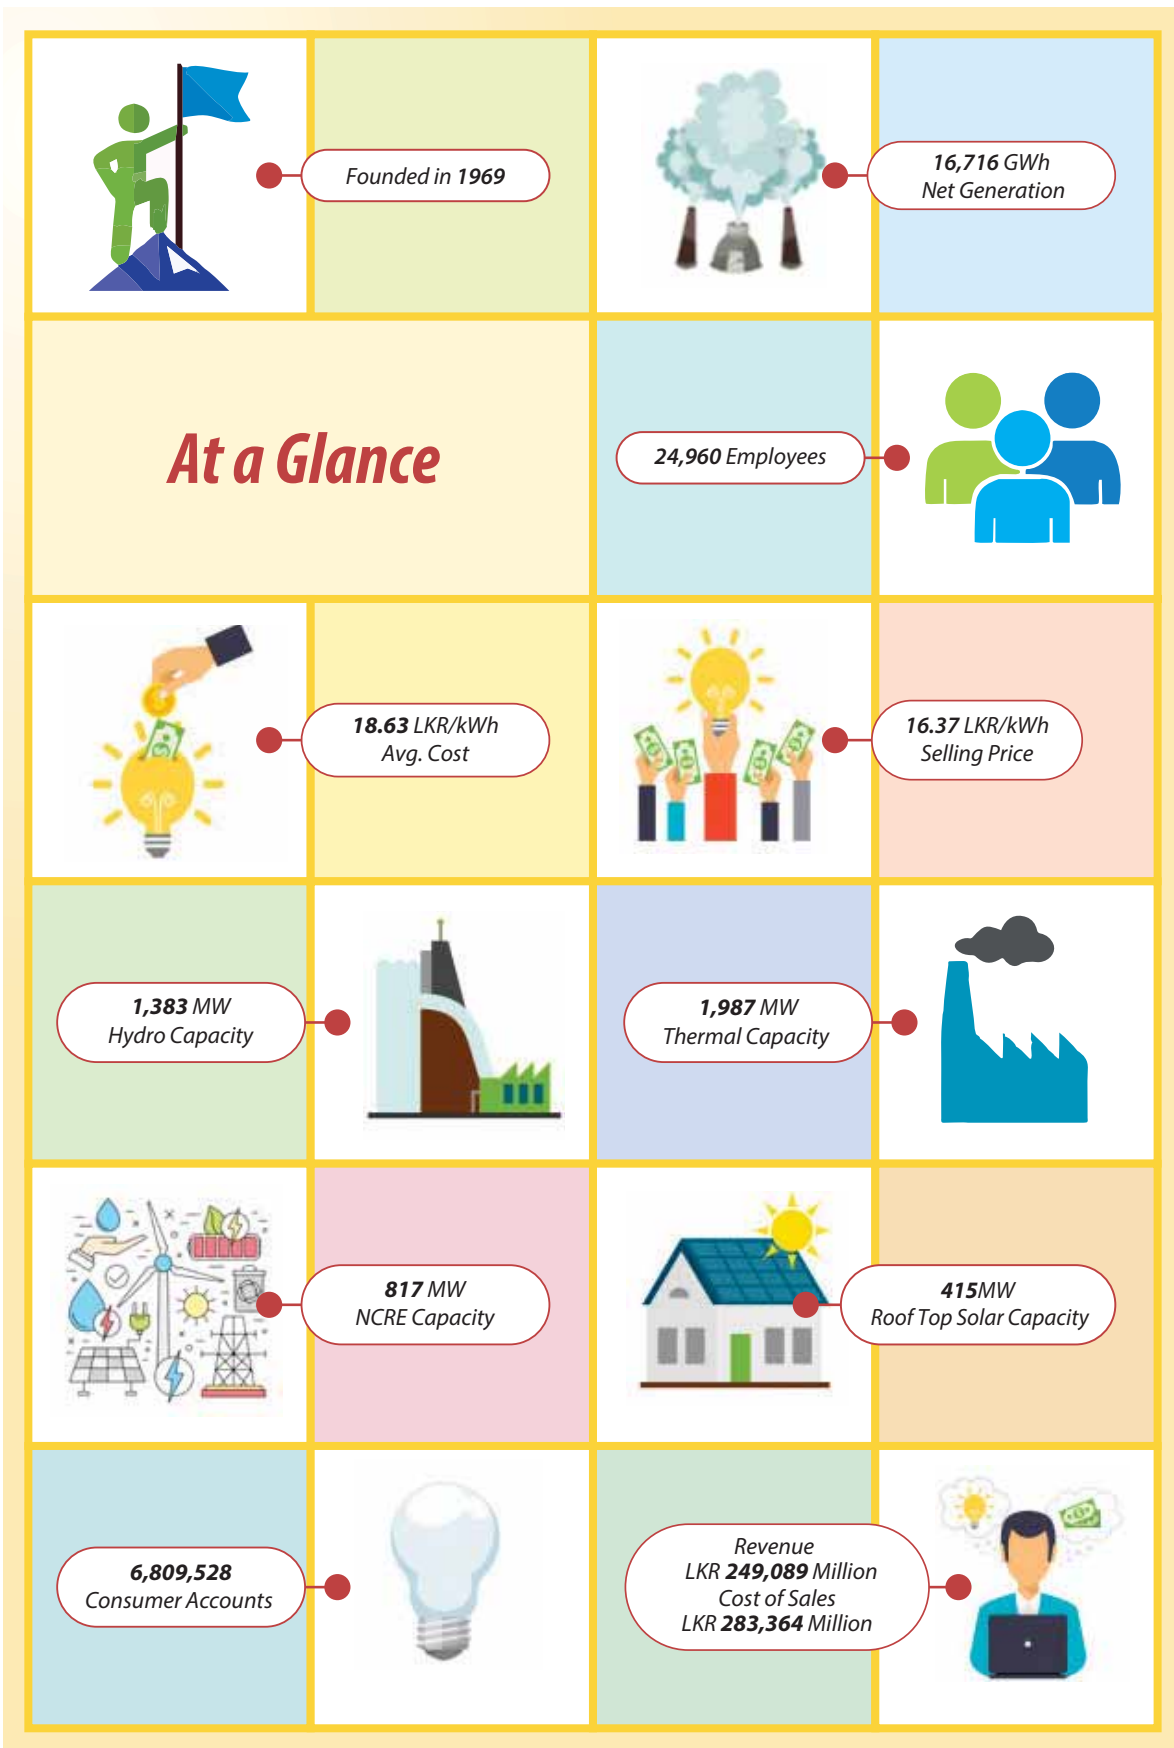 Founded in 1969
16,716 GWh
Net Generation
At a Glance
24,960 Employees
18.63 LKR/kWh
Avg. Cost
16.37 LKR/kWh
Selling Price
1,383 MW
Hydro Capacity
1,987 MW
Thermal Capacity
817 MW
NCRE Capacity
415MW
Roof Top Solar Capacity
6,809,528
Consumer Accounts
Revenue
LKR 249,089 Million
Cost of Sales
LKR 283,364 Million